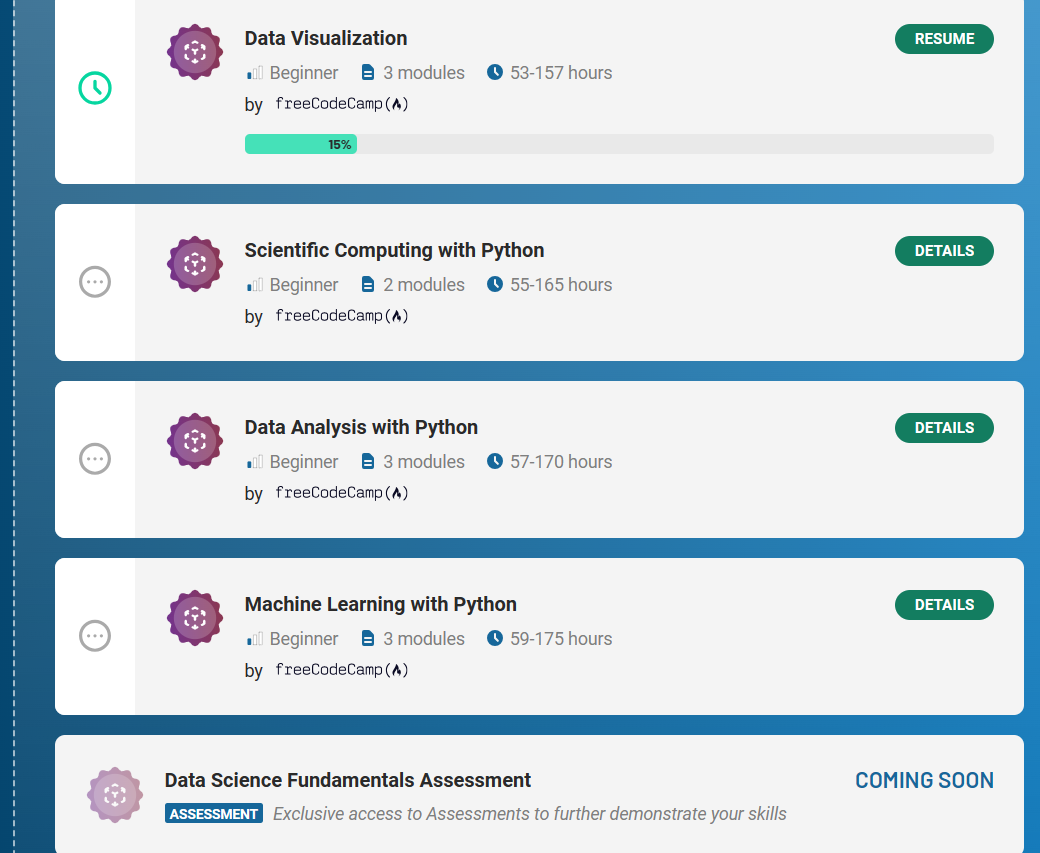 Data Visualization
RESUME
Beginner 3 modules 53-157 hours
by freeCodeCamp(🔥)
15%
Scientific Computing with Python
DETAILS
Beginner 2 modules 55-165 hours
by freeCodeCamp(🔥)
Data Analysis with Python
DETAILS
Beginner 3 modules 57-170 hours
by freeCodeCamp(🔥)
Machine Learning with Python
DETAILS
Beginner 3 modules 59-175 hours
by freeCodeCamp(🔥)
Data Science Fundamentals Assessment
COMING SOON
ASSESSMENT Exclusive access to Assessments to further demonstrate your skills